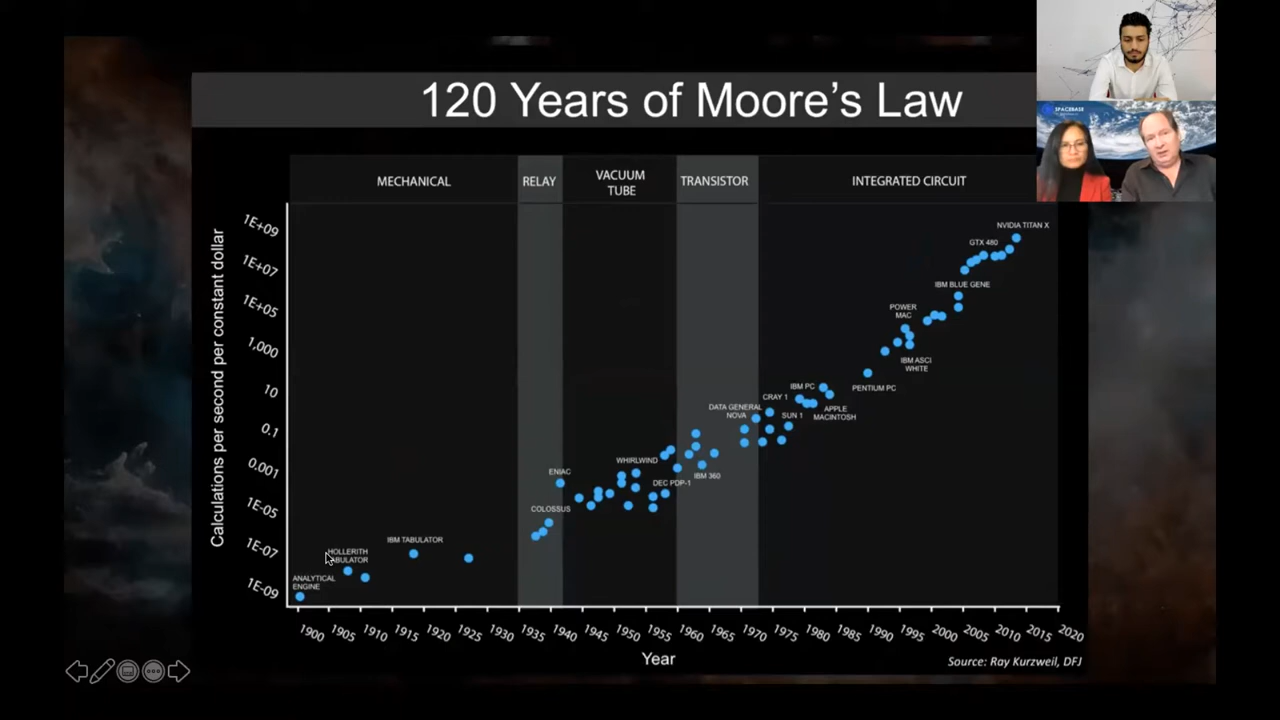 120 Years of Moore's Law
SPACEBASE
MECHANICAL
RELAY
VACUUM
TUBE
TRANSISTOR
INTEGRATED CIRCUIT
Calculations per second per constant dollar
1E+09
1E+07
1E+05
1,000
10
0.1
0.001
1E-05
1E-07
1E-09
NVIDIA TITAN X
GTX 480
IBM BLUE GENE
POWER
MAC
IBM ASCI
WHITE
PENTIUM PC
IBM PC
CRAY 1
APPLE
MACINTOSH
DATA GENERAL
NOVA
SUN 1
WHIRLWIND
IBM 360
ENIAC
DEC PDP-1
COLOSSUS
IBM TABULATOR
HOLLERITH
TABULATOR
ANALYTICAL
ENGINE
1900 1905 1910 1915 1920 1925 1930 1935 1940 1945 1950 1955 1960 1965 1970 1975 1980 1985 1990 1995 2000 2005 2010 2015 2020
Year
Source: Ray Kurzweil, DFJ